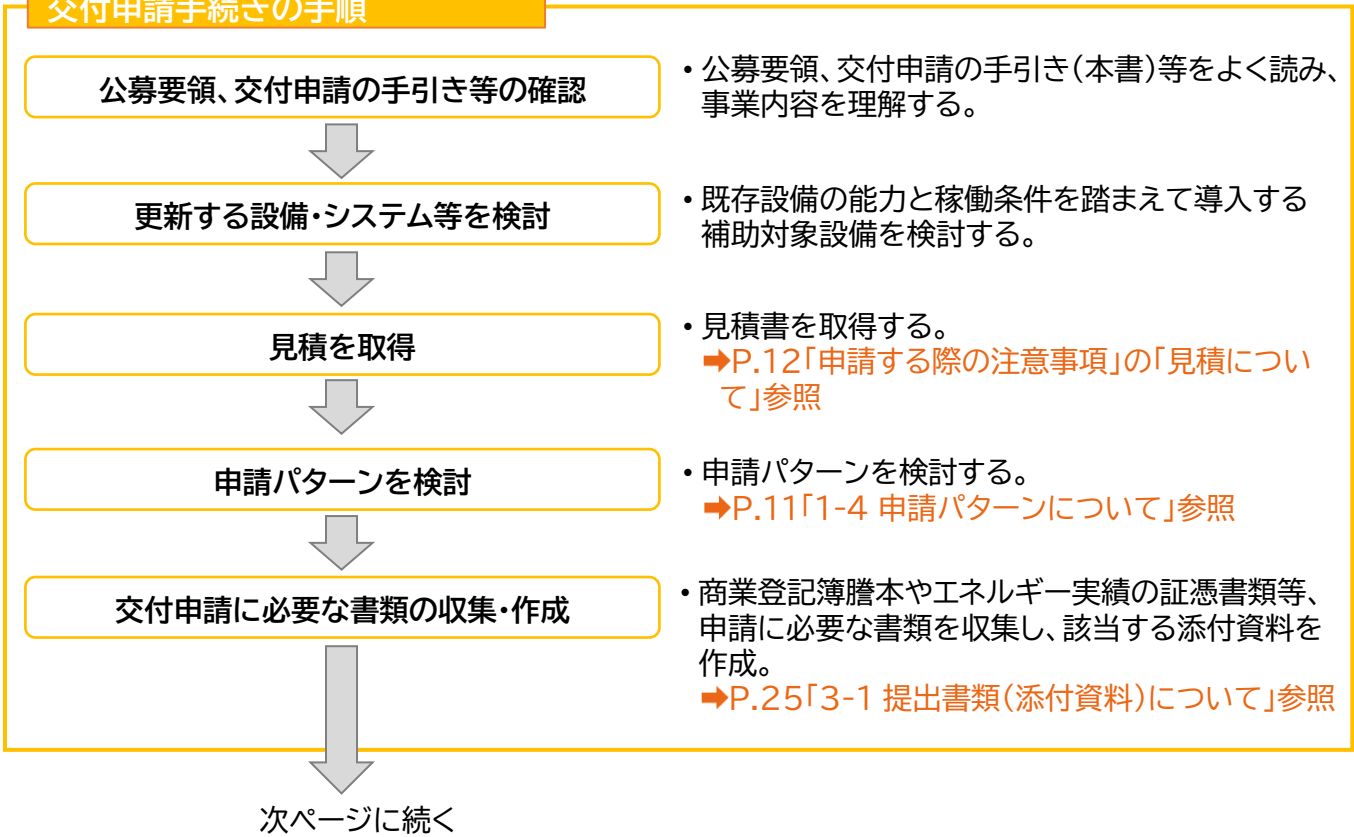 交付申請手続きの手順
公募要領、交付申請の手引き等の確認
・公募要領、交付申請の手引き(本書)等をよく読み、
事業内容を理解する。
更新する設備・システム等を検討
・既存設備の能力と稼働条件を踏まえて導入する
補助対象設備を検討する。
見積を取得
・見積書を取得する。
➡P.12「申請する際の注意事項」の「見積につい
て」参照
申請パターンを検討
・申請パターンを検討する。
➡P.11「1-4 申請パターンについて」参照
交付申請に必要な書類の収集・作成
・商業登記簿謄本やエネルギー実績の証憑書類等、
申請に必要な書類を収集し、該当する添付資料を
作成。
➡P.25「3-1 提出書類(添付資料)について」参照
次ページに続く